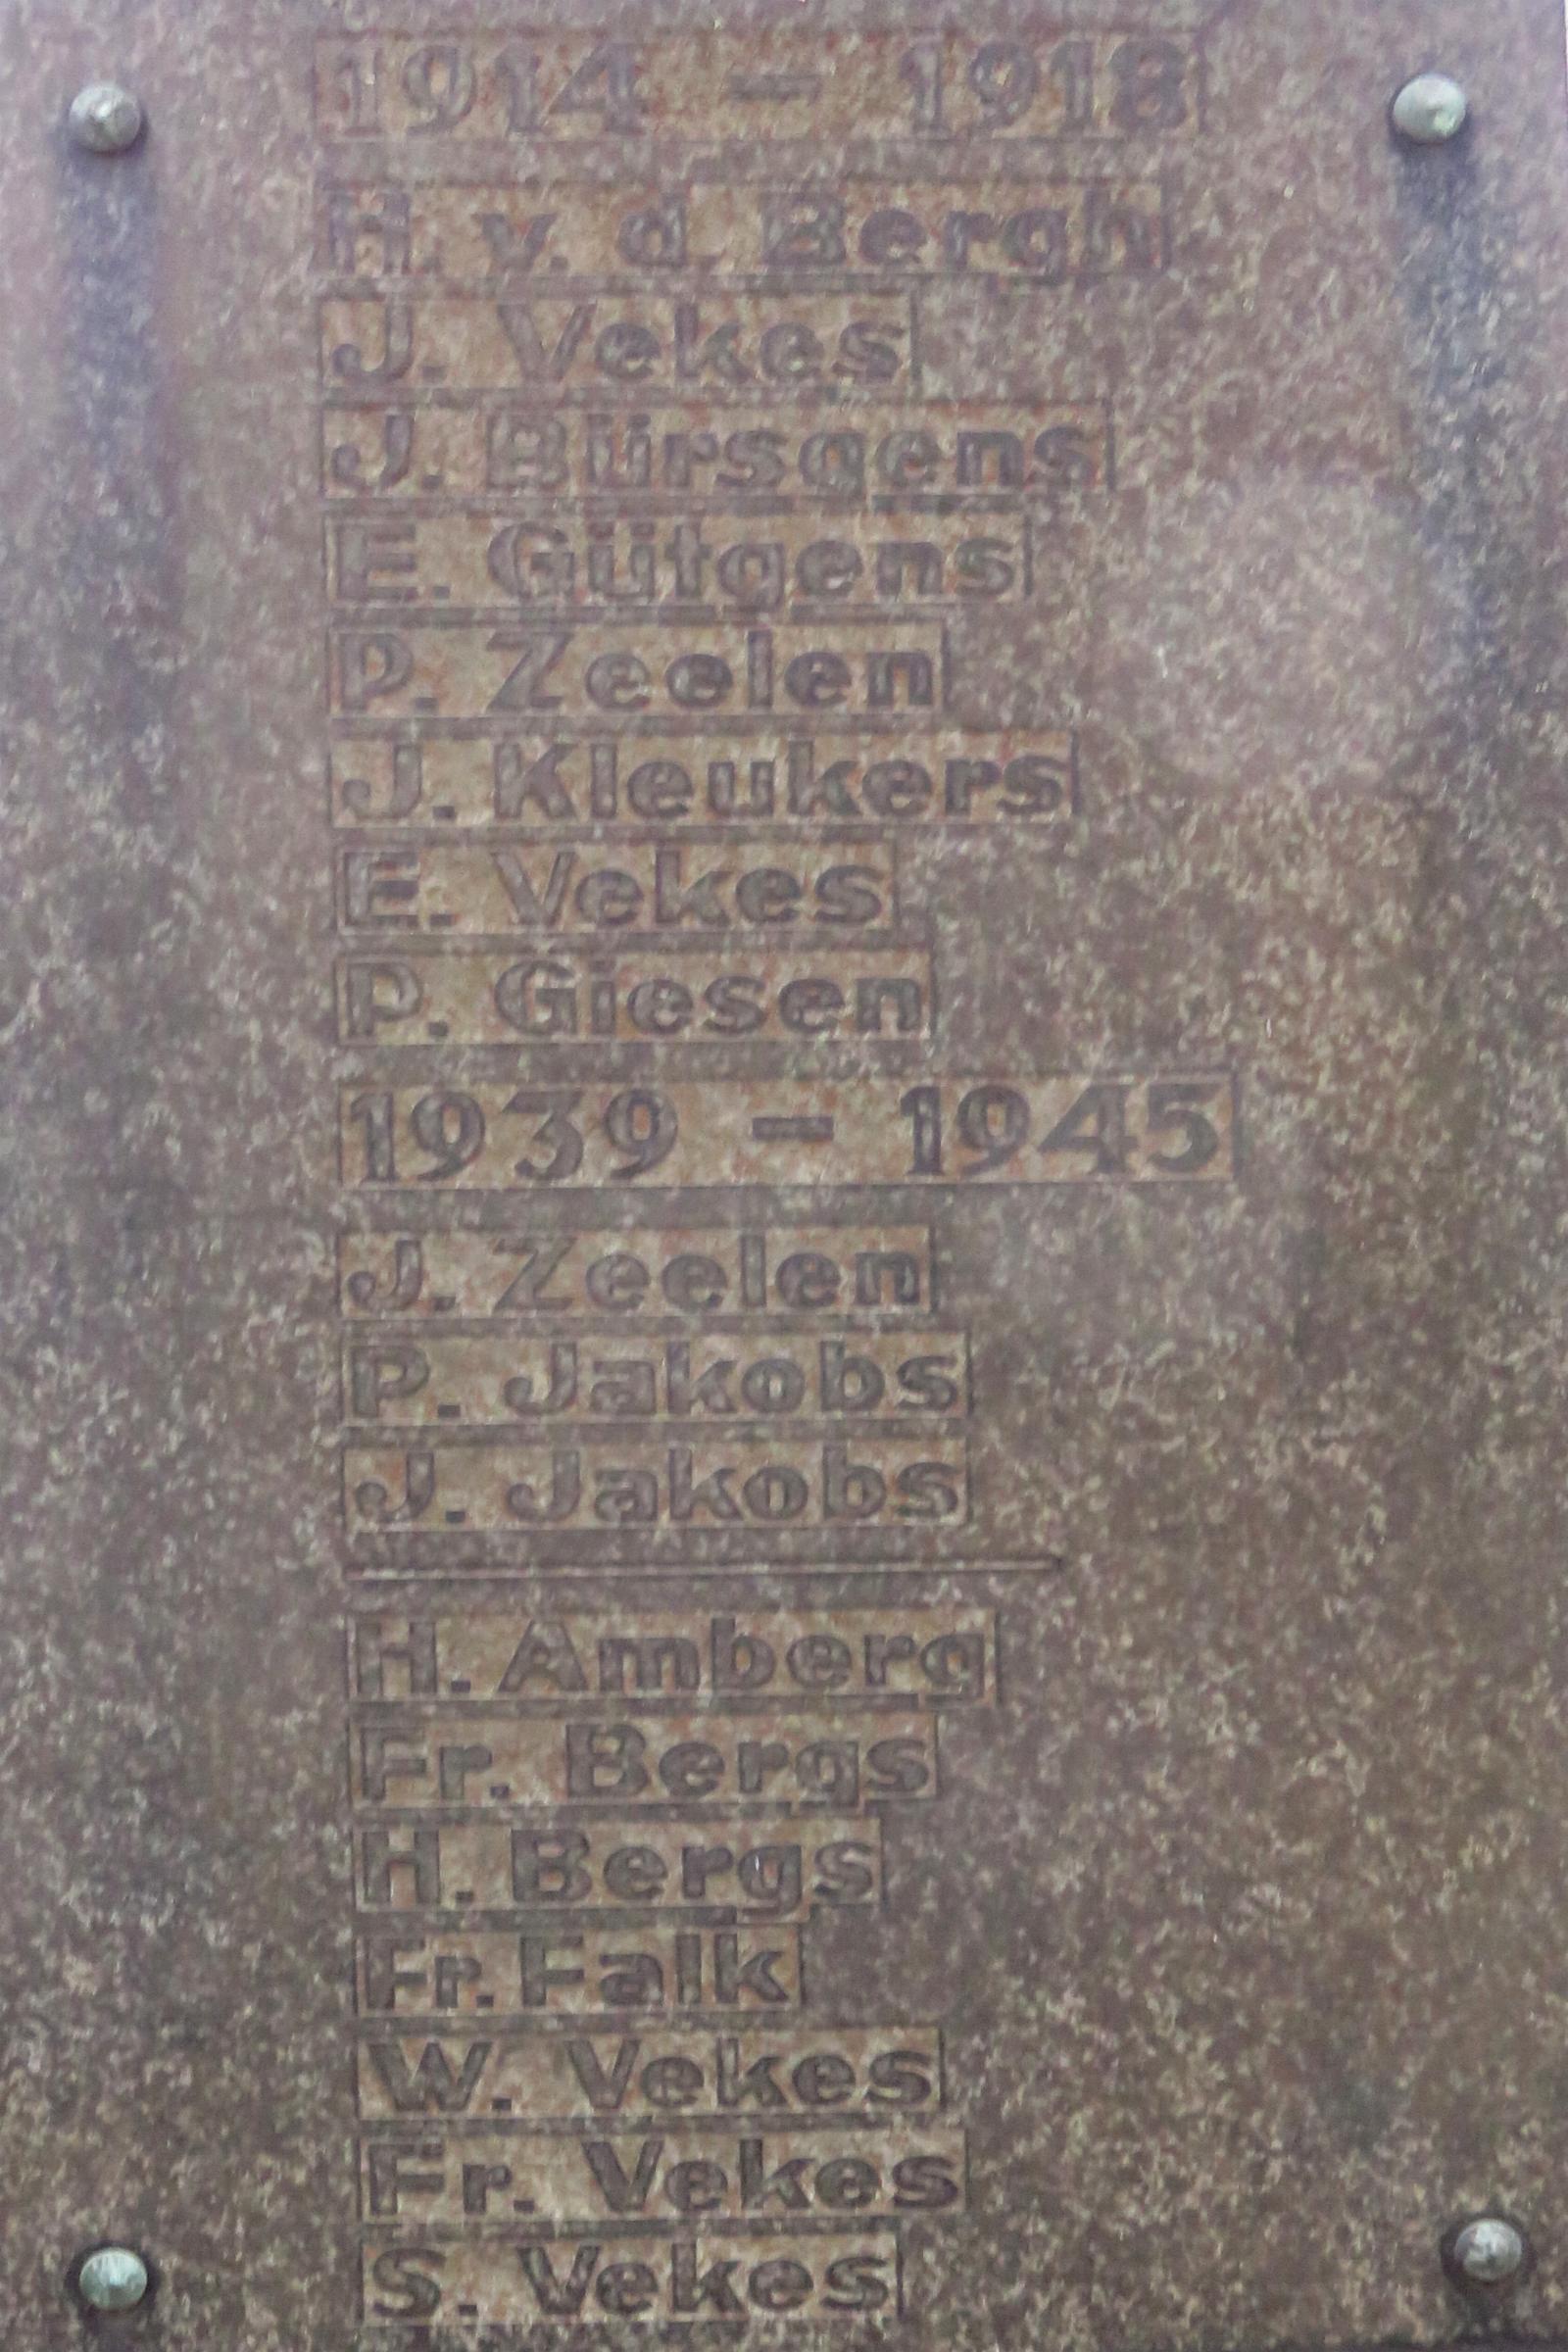 1914 – 1918
H. v. d. Bergh
J. Vekes
J. Bürsgens
E. Gütgens
P. Zeelen
J. Kleukers
E. Vekes
P. Giesen
1939 – 1945
J. Zeelen
P. Jakobs
J. Jakobs
H. Amberg
Fr. Bergs
H. Bergs
Fr. Falk
W. Vekes
Fr. Vekes
S. Vekes